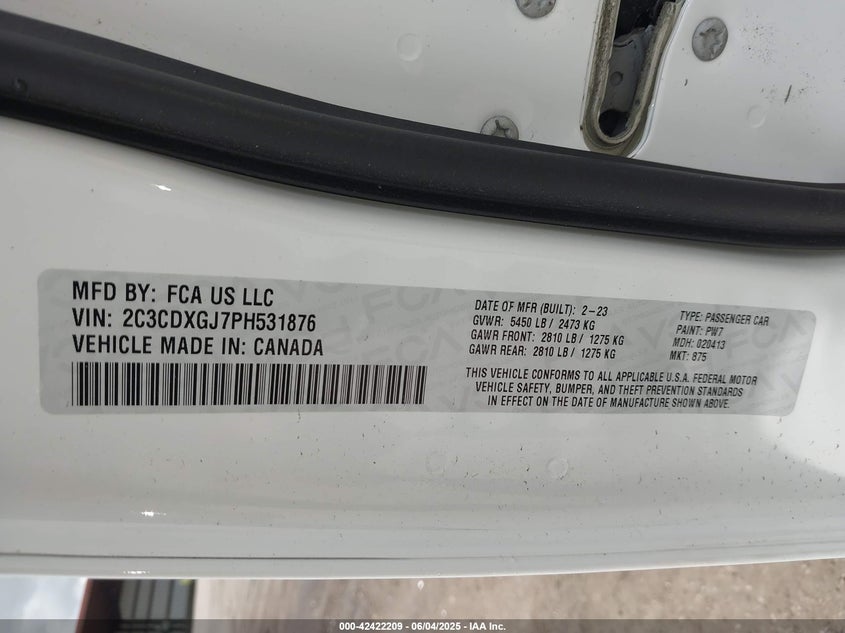 MFD BY: FCA US LLC
VIN: 2C3CDXGJ7PH531876
VEHICLE MADE IN: CANADA
DATE OF MFR (BUILT): 2-23
GVWR: 5450 LB / 2473 KG
GAWR FRONT: 2810 LB / 1275 KG
GAWR REAR: 2810 LB / 1275 KG
TYPE: PASSENGER CAR
PAINT: PW7
MDH: 020413
MKT: 875
THIS VEHICLE CONFORMS TO ALL APPLICABLE U.S.A. FEDERAL MOTOR
VEHICLE SAFETY, BUMPER, AND THEFT PREVENTION STANDARDS
IN EFFECT ON THE DATE OF MANUFACTURE SHOWN ABOVE.
000-42422209 - 06/04/2025 - IAA Inc.